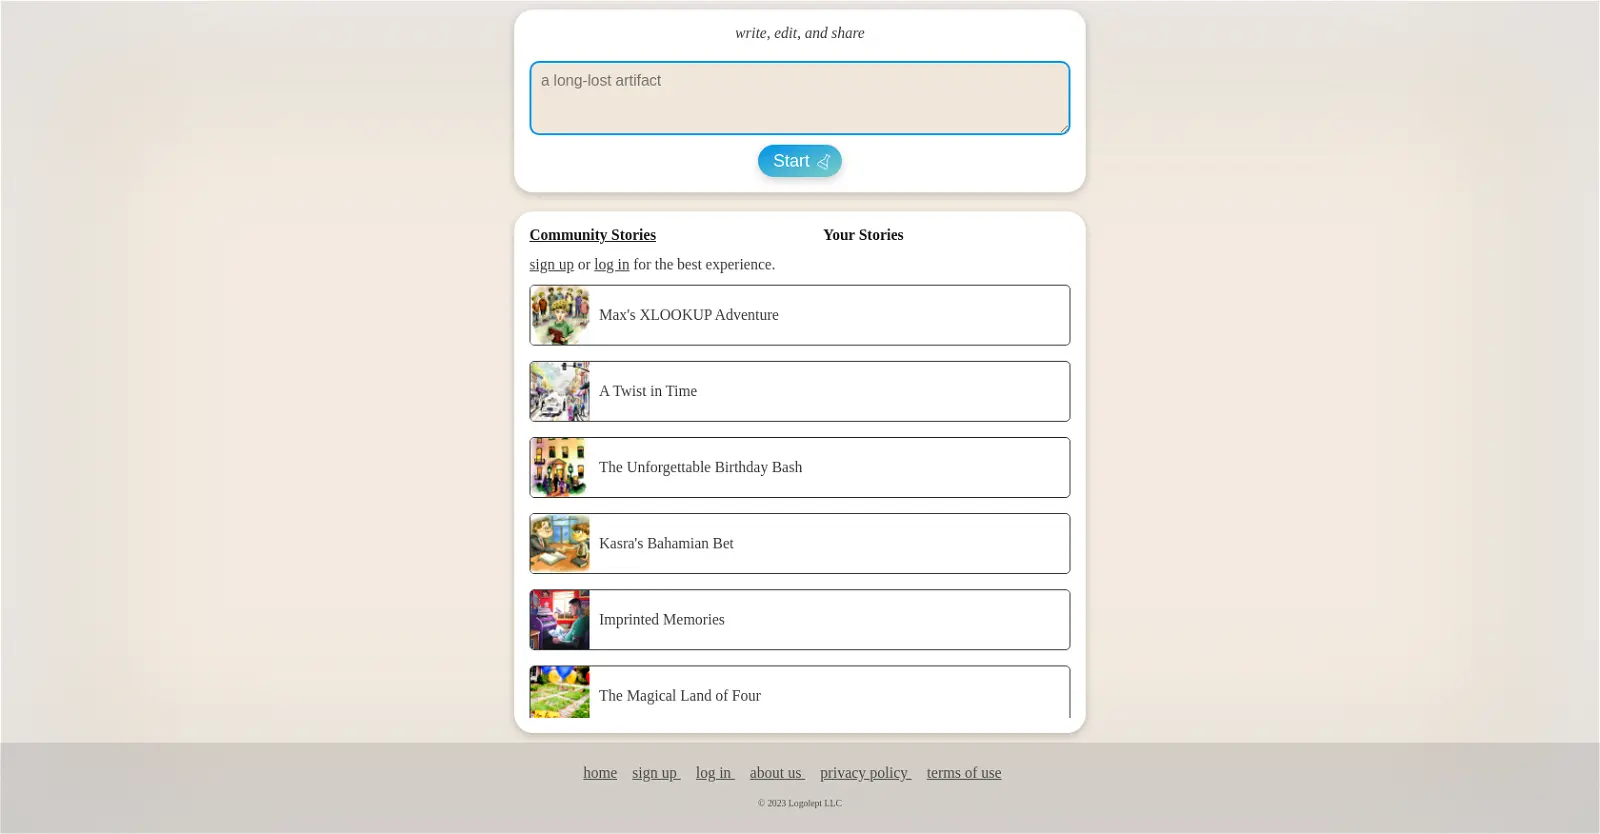 write, edit, and share
a long-lost artifact
Start
Community Stories
Your Stories
sign up or log in for the best experience.
Max's XLOOKUP Adventure
A Twist in Time
The Unforgettable Birthday Bash
Kasra's Bahamian Bet
Imprinted Memories
The Magical Land of Four
home sign up log in about us privacy policy terms of use
© 2023 Logolept LLC